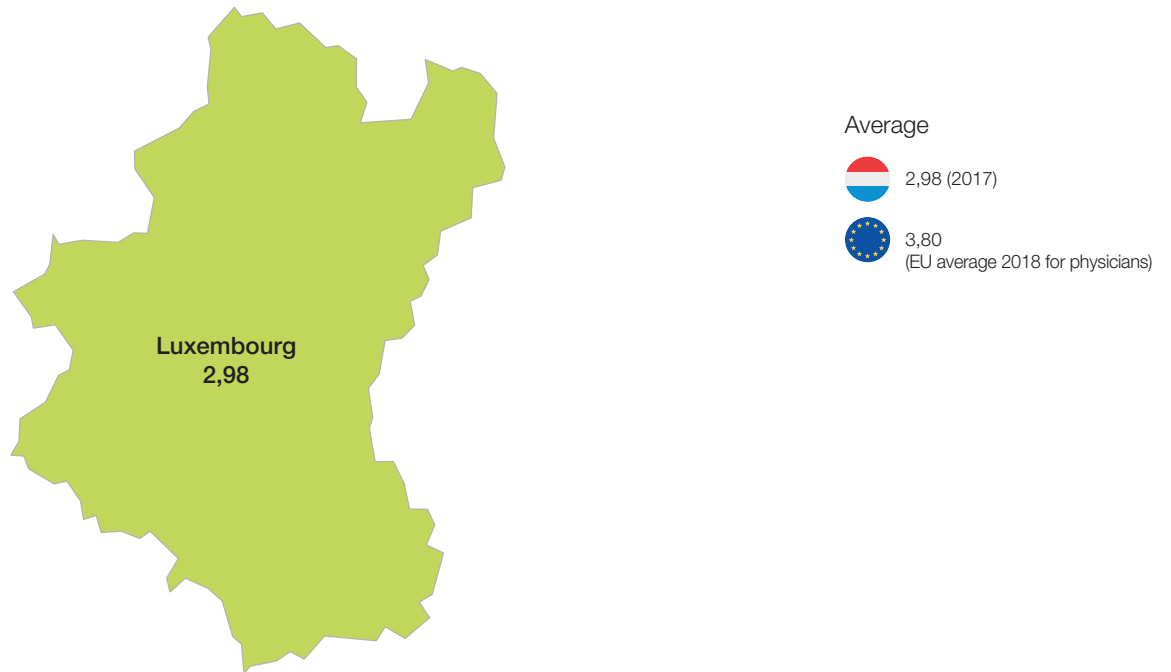 Average
2,98 (2017)
3,80
(EU average 2018 for physicians)
Luxembourg
2,98